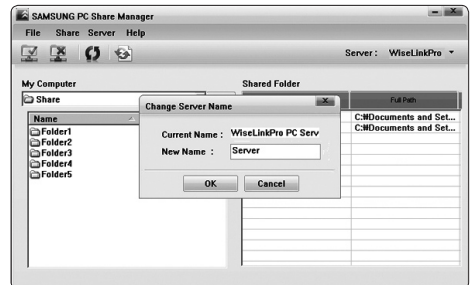 SAMSUNG PC Share Manager
File Share Server Help
Server : WiseLinkPro
My Computer
Shared Folder
Share
Change Server Name
Full Path
Name
C:₩Documents and Set...
Current Name : WiseLinkPro PC Serv
C:₩Documents and Set...
Folder1
New Name : Server
Folder2
Folder3
Folder4
Folder5
OK Cancel